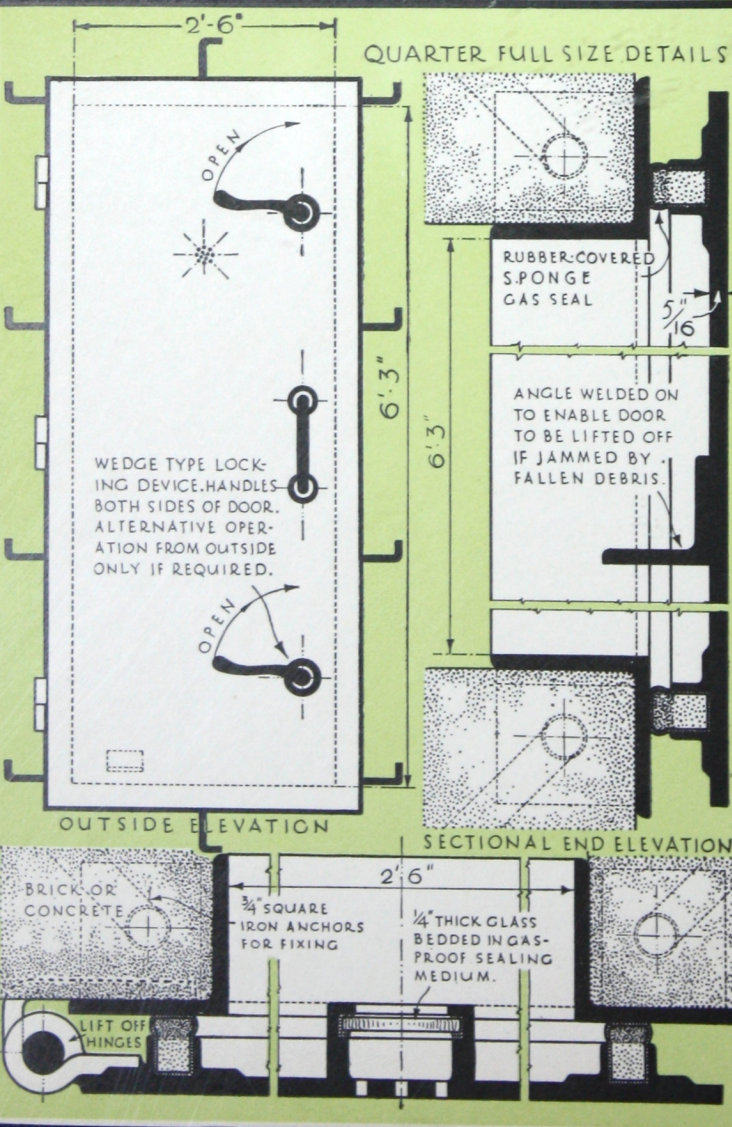 2'-6"
QUARTER FULL SIZE DETAILS
OPEN
RUBBER-COVERED
SPONGE
GAS SEAL
5/16"
6'.3"
6'3"
ANGLE WELDED ON
TO ENABLE DOOR
TO BE LIFTED OFF
IF JAMMED BY
FALLEN DEBRIS.
WEDGE TYPE LOCK-
ING DEVICE. HANDLES
BOTH SIDES OF DOOR.
ALTERNATIVE OPER-
ATION FROM OUTSIDE
ONLY IF REQUIRED.
OPEN
OUTSIDE ELEVATION
SECTIONAL END ELEVATION
2'6"
BRICK OR
CONCRETE
3/4" SQUARE
IRON ANCHORS
FOR FIXING
1/4" THICK GLASS
BEDDED IN GAS-
PROOF SEALING
MEDIUM.
LIFT OFF
HINGES